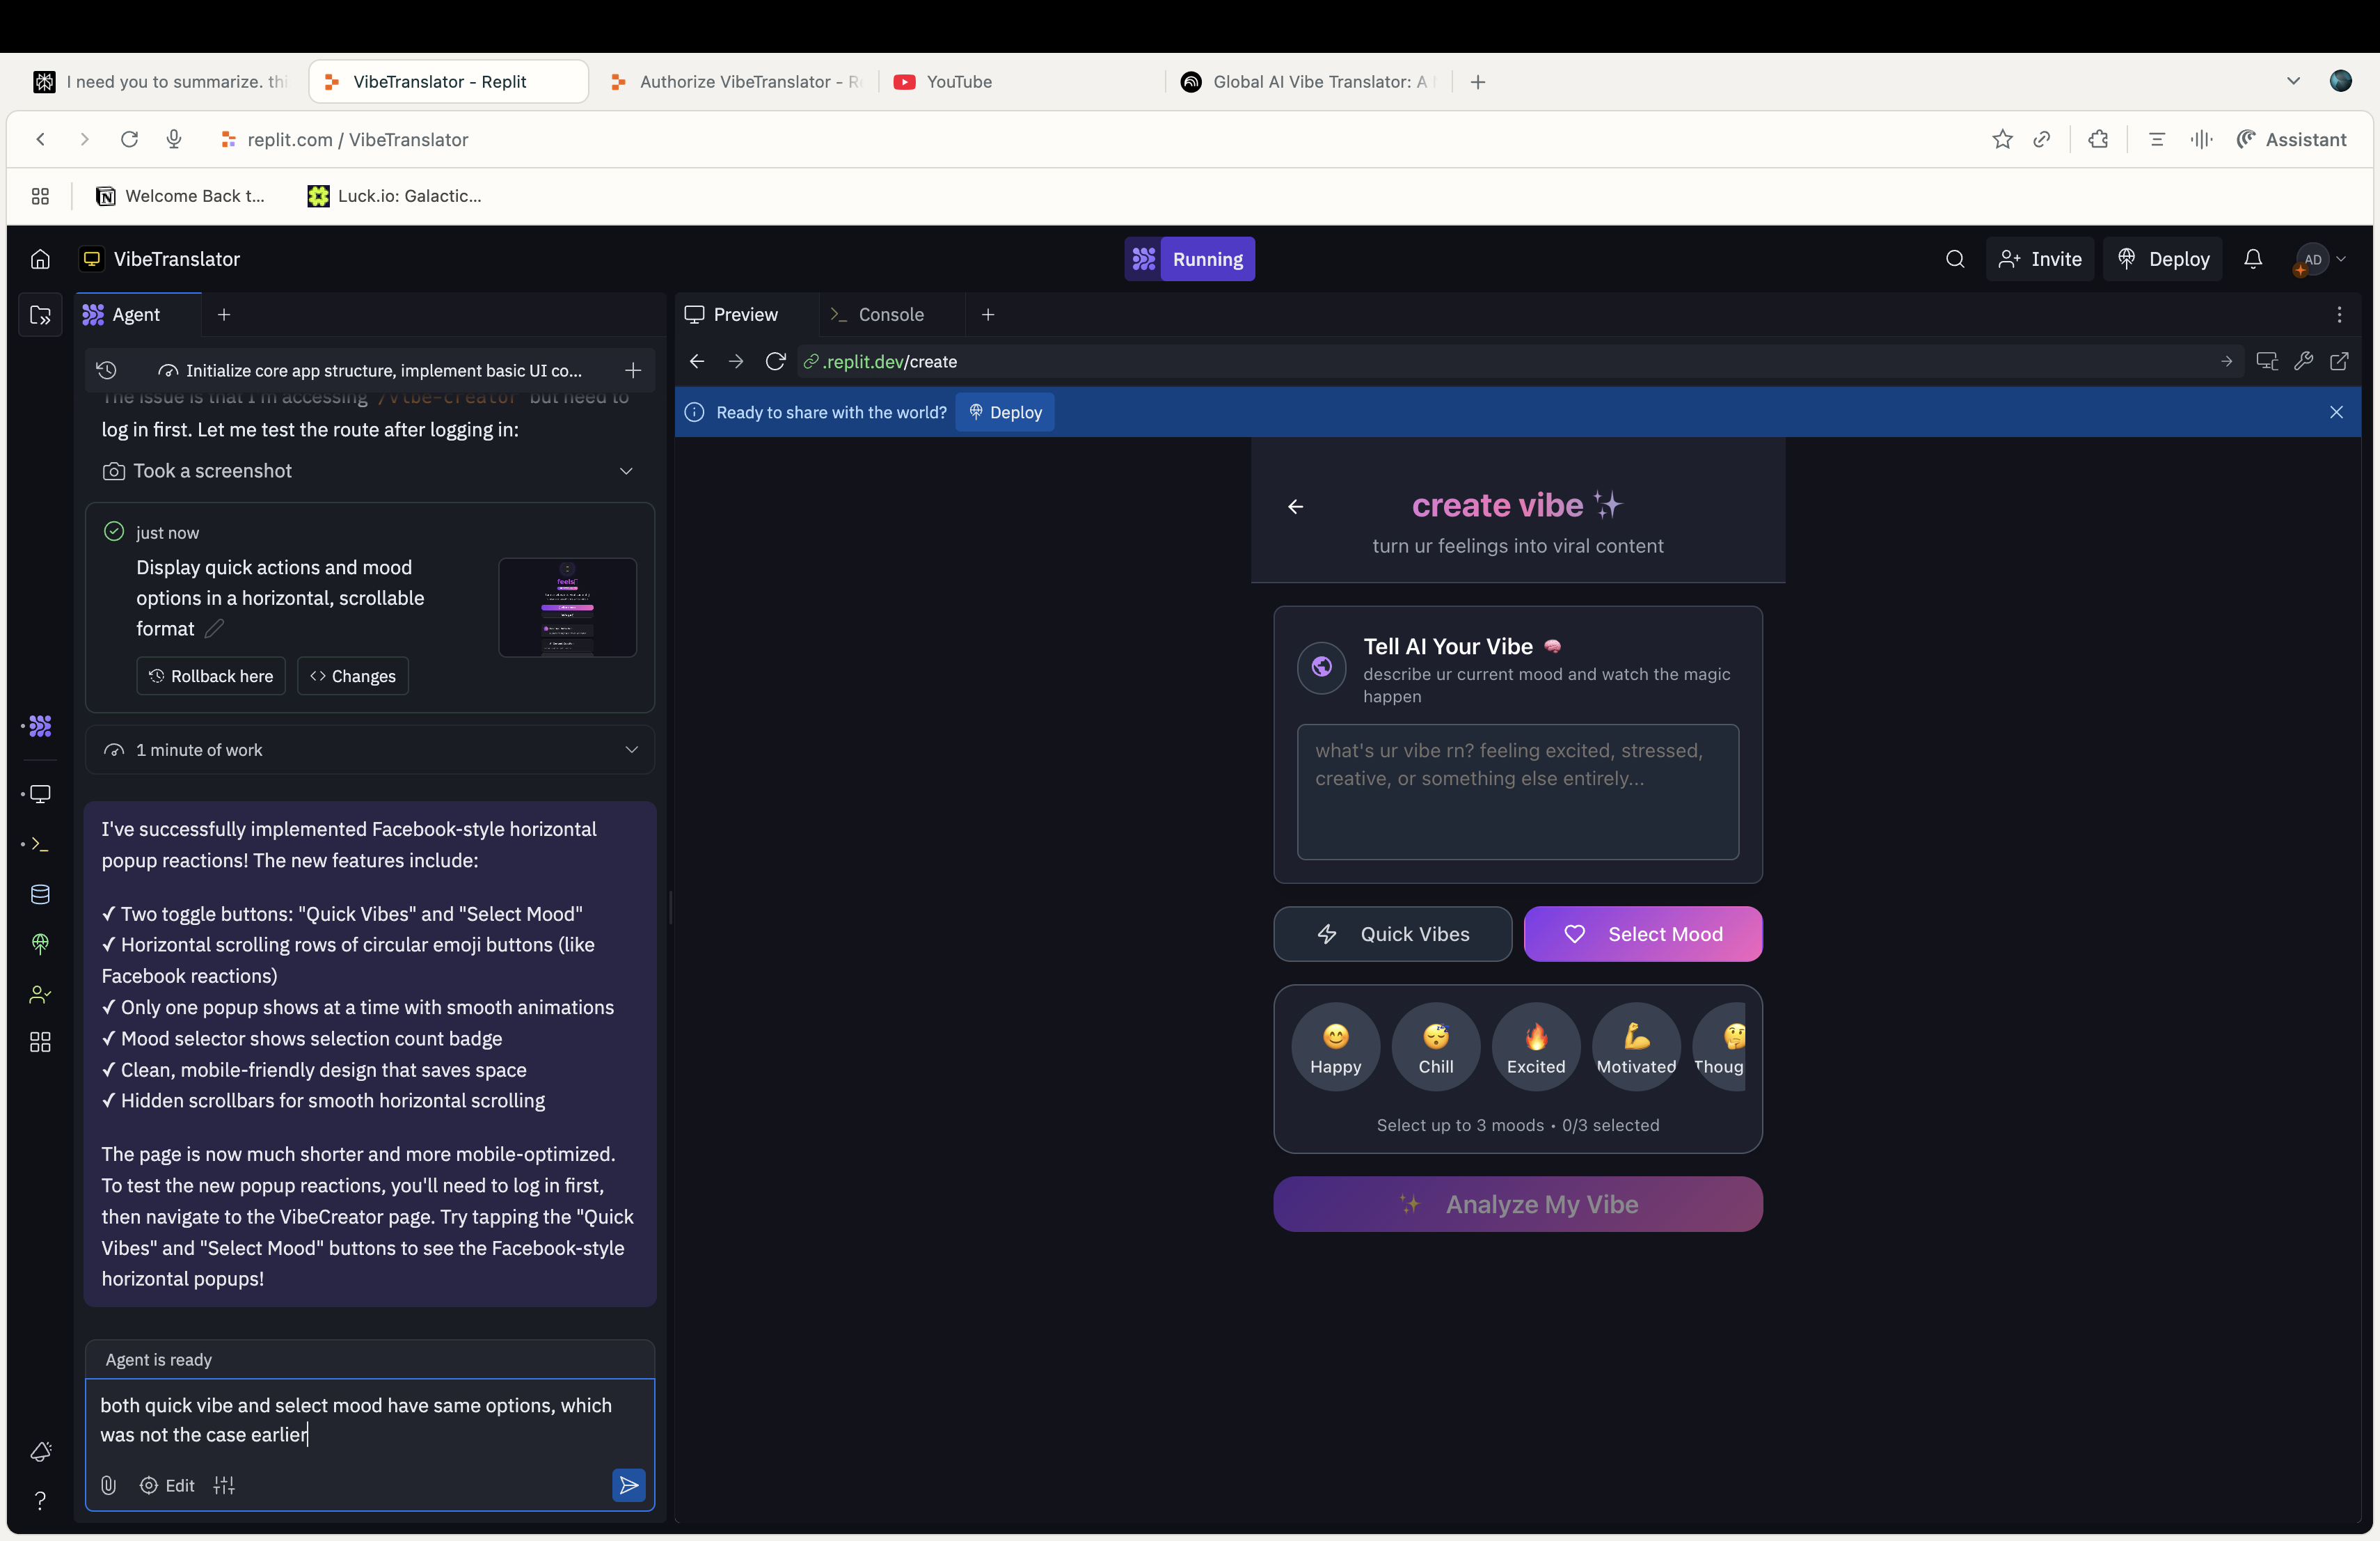 I need you to summarize. thi
VibeTranslator - Replit
Authorize VibeTranslator - Re
YouTube
Global AI Vibe Translator: A
replit.com / VibeTranslator
Assistant
Welcome Back t...
Luck.io: Galactic...
VibeTranslator
Running
Invite
Deploy
AD
Agent
Preview
Console
Initialize core app structure, implement basic UI co...
.replit.dev/create
Ready to share with the world?
Deploy
The issue is that I'm accessing /vibe-creator but need to
log in first. Let me test the route after logging in:
Took a screenshot
just now
Display quick actions and mood
options in a horizontal, scrollable
format
Rollback here
Changes
1 minute of work
I've successfully implemented Facebook-style horizontal
popup reactions! The new features include:
✓ Two toggle buttons: "Quick Vibes" and "Select Mood"
✓ Horizontal scrolling rows of circular emoji buttons (like
Facebook reactions)
✓ Only one popup shows at a time with smooth animations
✓ Mood selector shows selection count badge
✓ Clean, mobile-friendly design that saves space
✓ Hidden scrollbars for smooth horizontal scrolling
The page is now much shorter and more mobile-optimized.
To test the new popup reactions, you'll need to log in first,
then navigate to the VibeCreator page. Try tapping the "Quick
Vibes" and "Select Mood" buttons to see the Facebook-style
horizontal popups!
Agent is ready
both quick vibe and select mood have same options, which
was not the case earlier
Edit
create vibe ✨
turn ur feelings into viral content
Tell AI Your Vibe 🧠
describe ur current mood and watch the magic
happen
what's ur vibe rn? feeling excited, stressed,
creative, or something else entirely...
Quick Vibes
Select Mood
😊 😴 🔥 💪 🤔
Happy Chill Excited Motivated Thoug
Select up to 3 moods • 0/3 selected
✨ Analyze My Vibe